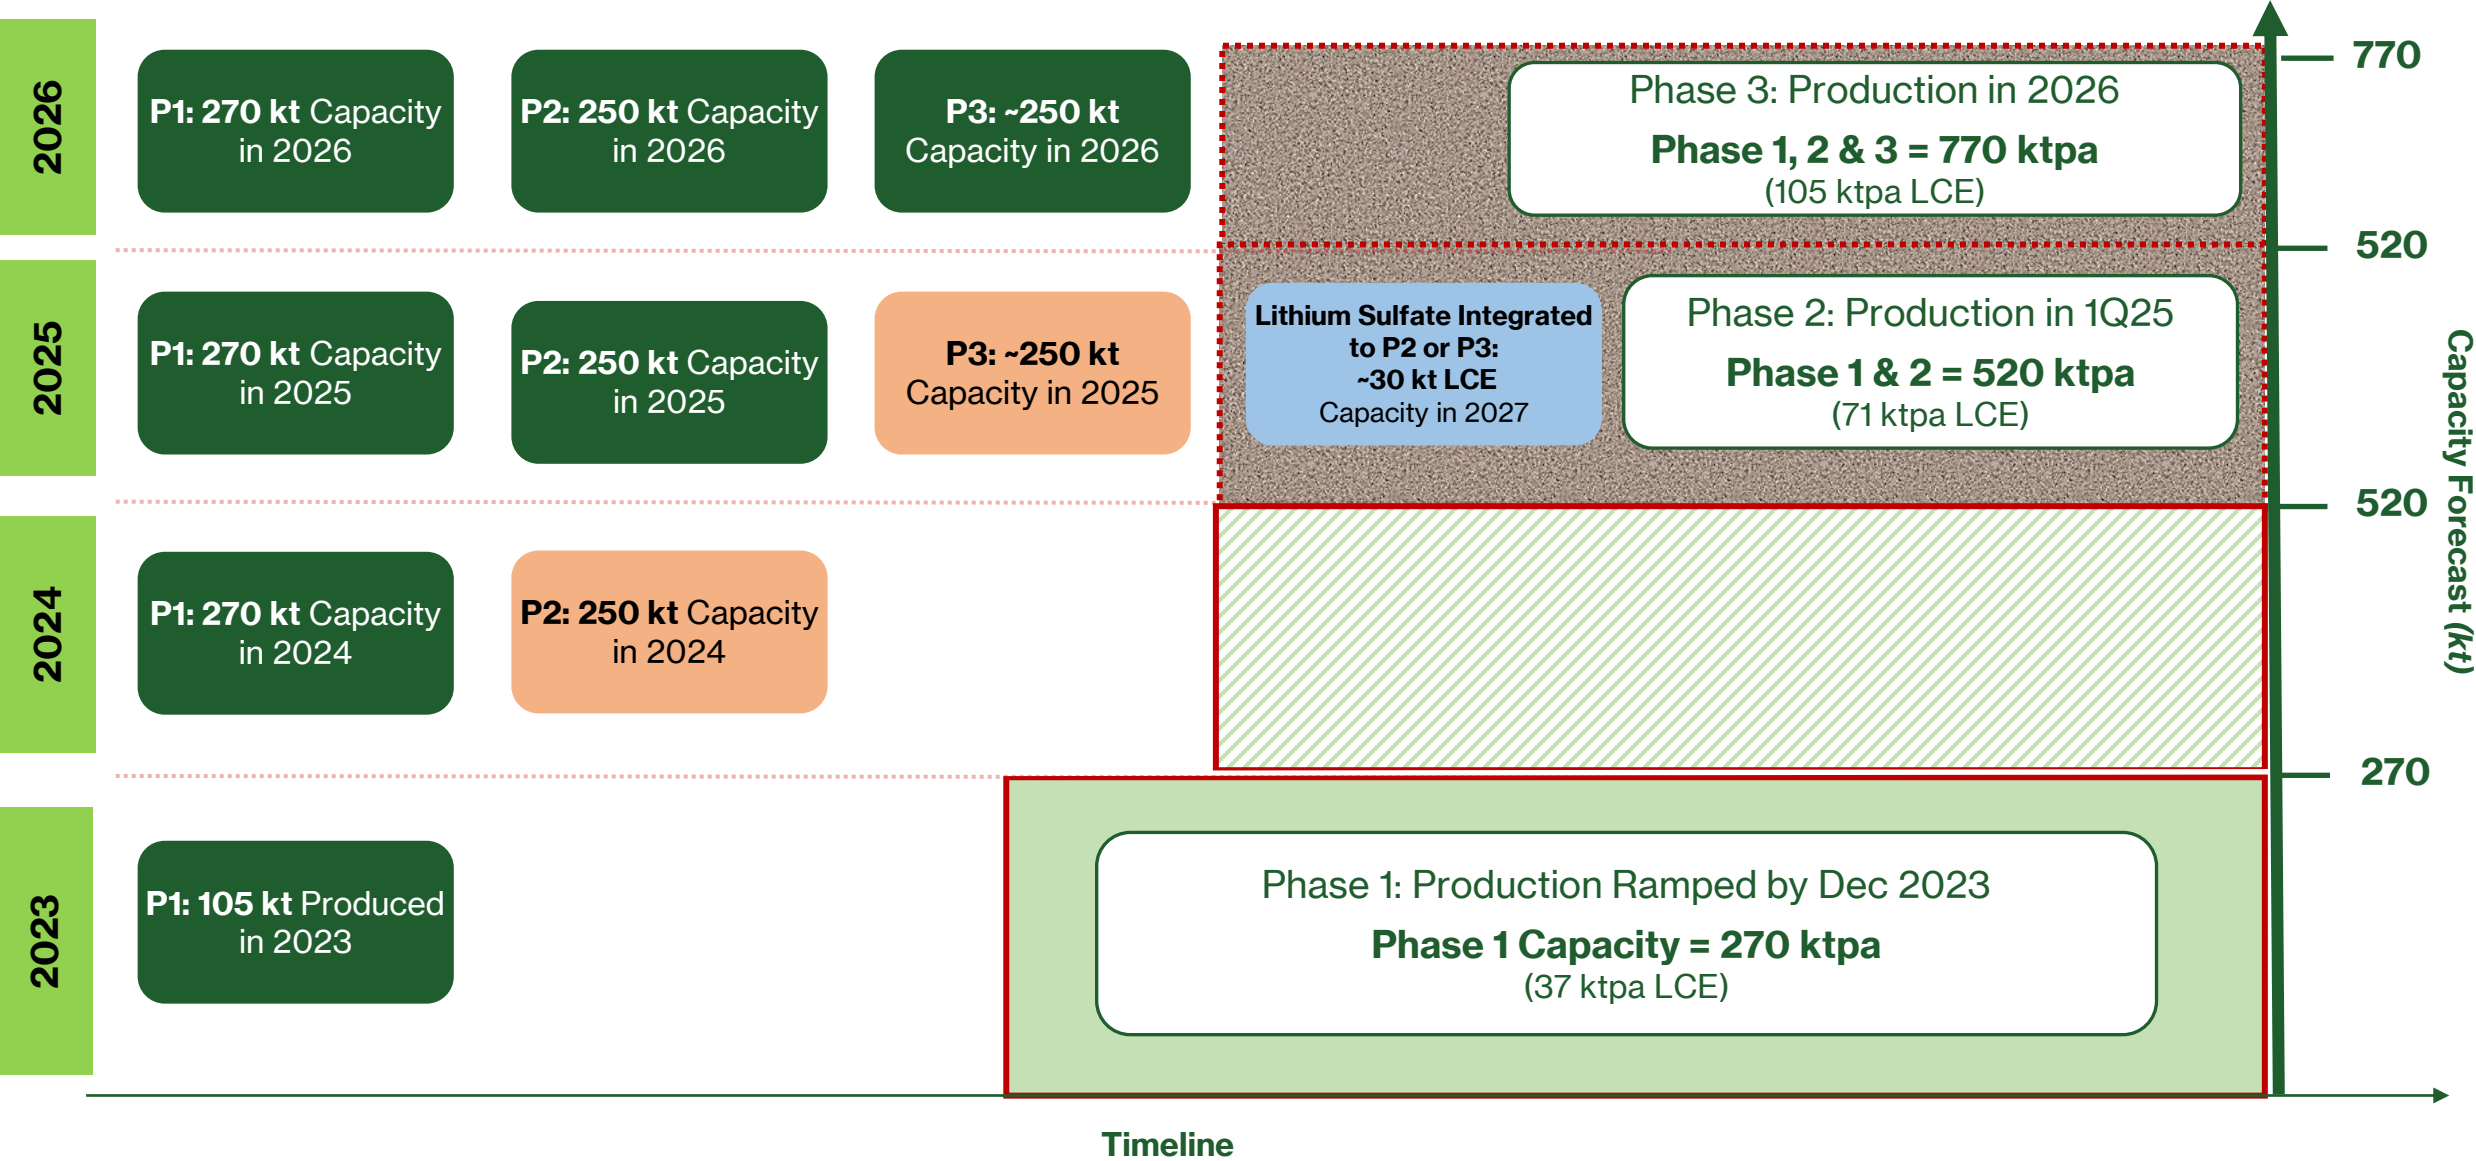 2026
P1: 270 kt Capacity
in 2026
P2: 250 kt Capacity
in 2026
P3: ~250 kt
Capacity in 2026
Phase 3: Production in 2026
Phase 1, 2 & 3 = 770 ktpa
(105 ktpa LCE)
770
520
2025
P1: 270 kt Capacity
in 2025
P2: 250 kt Capacity
in 2025
P3: ~250 kt
Capacity in 2025
Lithium Sulfate Integrated
to P2 or P3:
~30 kt LCE
Capacity in 2027
Phase 2: Production in 1Q25
Phase 1 & 2 = 520 ktpa
(71 ktpa LCE)
520
Capacity Forecast (kt)
2024
P1: 270 kt Capacity
in 2024
P2: 250 kt Capacity
in 2024
270
2023
P1: 105 kt Produced
in 2023
Phase 1: Production Ramped by Dec 2023
Phase 1 Capacity = 270 ktpa
(37 ktpa LCE)
Timeline